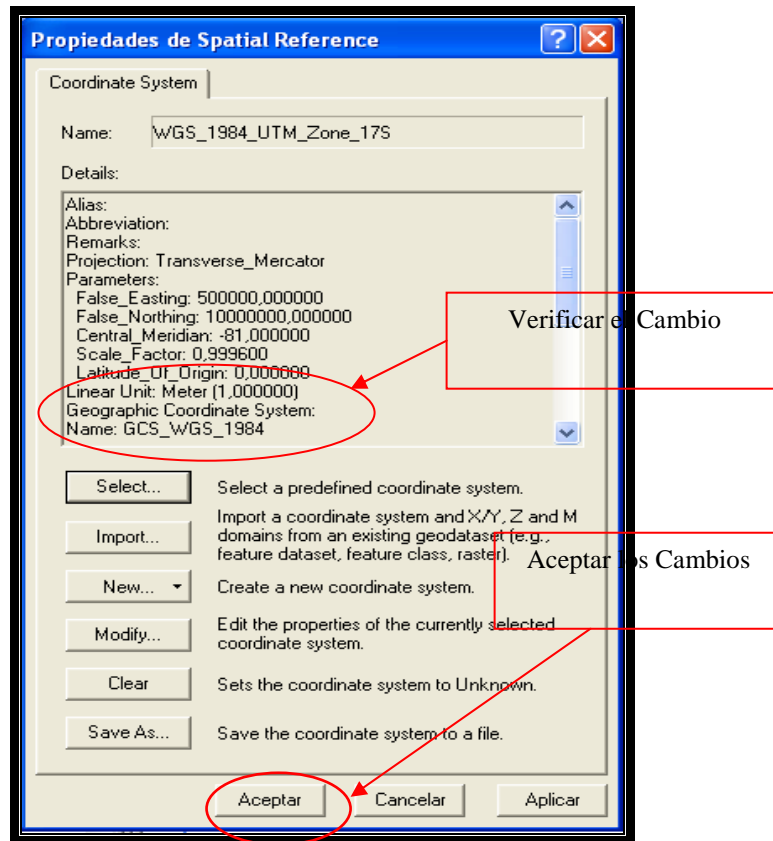 Propiedades de Spatial Reference
Coordinate System
Name: WGS_1984_UTM_Zone_17S
Details:
Alias:
Abbreviation:
Remarks:
Projection: Transverse_Mercator
Parameters:
False_Easting: 500000,000000
False_Northing: 10000000,000000
Central_Meridian: -81,000000
Scale_Factor: 0,999600
Latitude_Of_Origin: 0,000000
Linear Unit: Meter (1,000000)
Geographic Coordinate System:
Name: GCS_WGS_1984
Verificar el Cambio
Select... Select a predefined coordinate system.
Import... Import a coordinate system and X/Y, Z and M
domains from an existing geodataset (e.g.,
feature dataset, feature class, raster).
Aceptar los Cambios
New... Create a new coordinate system.
Modify... Edit the properties of the currently selected
coordinate system.
Clear Sets the coordinate system to Unknown.
Save As... Save the coordinate system to a file.
Aceptar Cancelar Aplicar